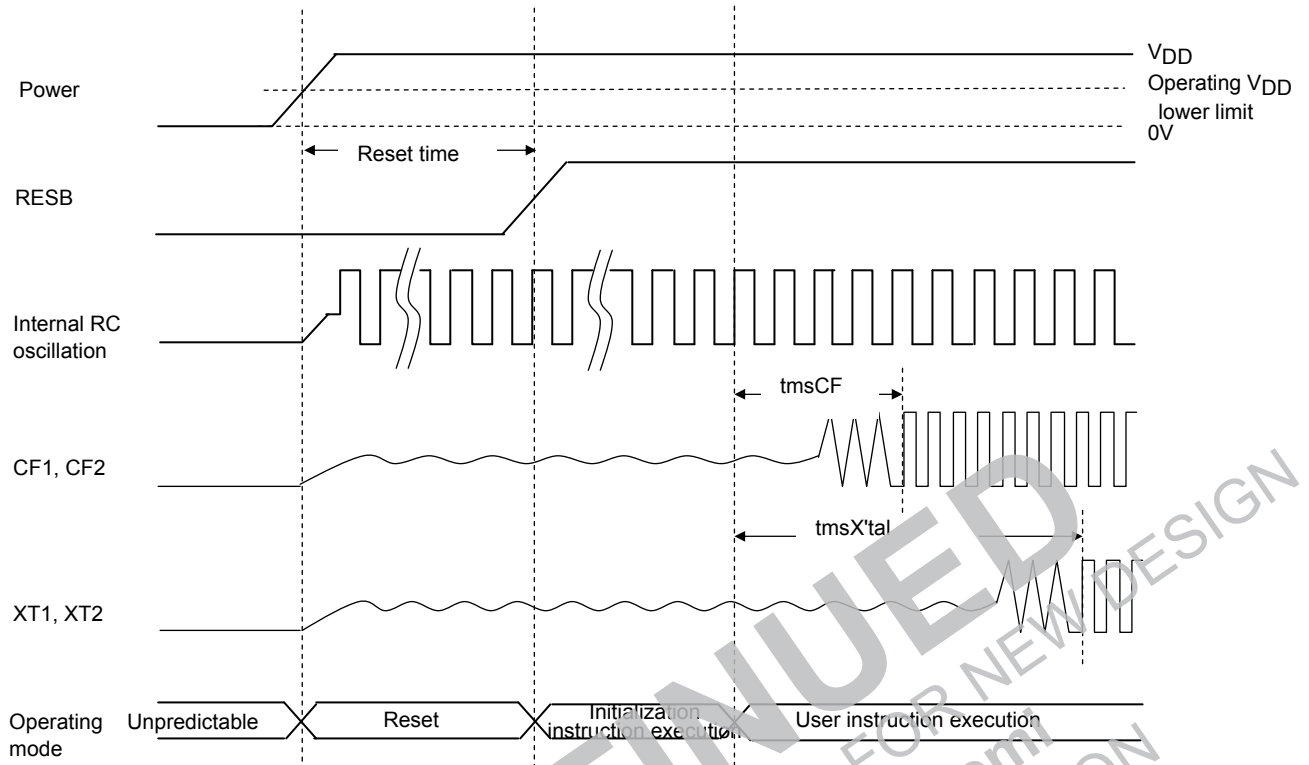 Power
VDD
Operating VDD
lower limit
0V
Reset time
RESB
Internal RC
oscillation
tmsCF
CF1, CF2
tmsX'tal
XT1, XT2
Operating
mode
Unpredictable
Reset
Initialization
instruction execution
User instruction execution
TINUED
FOR NEW DESIGN